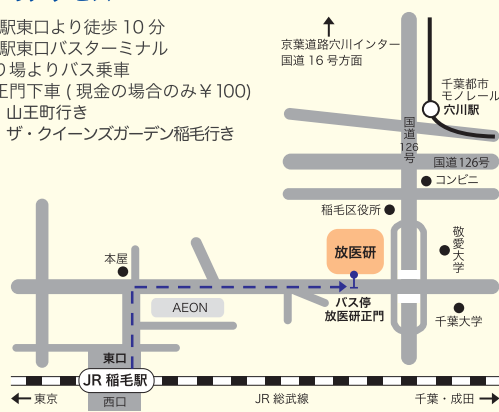 駅東口より徒歩 10 分
駅東口バスターミナル
り場よりバス乗車
正門下車 ( 現金の場合のみ￥100)
山王町行き
ザ・クイーンズガーデン稲毛行き
京葉道路穴川インター
国道 16 号方面
千葉都市
モノレール
穴川駅
国道126号
国道126号
コンビニ
稲毛区役所
敬愛大学
放医研
本屋
AEON
バス停
放医研正門
千葉大学
東口
JR 稲毛駅
西口
東京
JR 総武線
千葉・成田